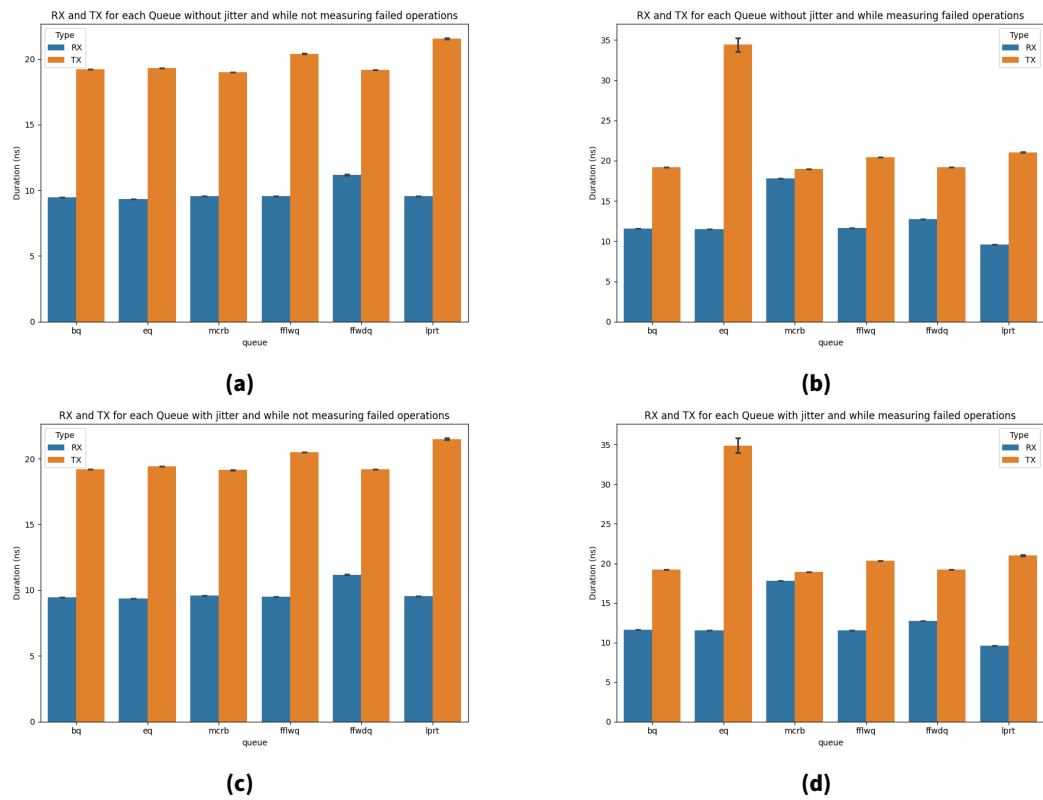 RX and TX for each Queue without jitter and while not measuring failed operations
Type
RX
TX
20
15
10
5
0
Duration (ns)
bq eq mcrb fflwq ffwdq lprt
queue
(a)
RX and TX for each Queue without jitter and while measuring failed operations
Type
RX
TX
35
30
25
20
15
10
5
0
Duration (ns)
bq eq mcrb fflwq ffwdq lprt
queue
(b)
RX and TX for each Queue with jitter and while not measuring failed operations
Type
RX
TX
20
15
10
5
0
Duration (ns)
bq eq mcrb fflwq ffwdq lprt
queue
(c)
RX and TX for each Queue with jitter and while measuring failed operations
Type
RX
TX
35
30
25
20
15
10
5
0
Duration (ns)
bq eq mcrb fflwq ffwdq lprt
queue
(d)